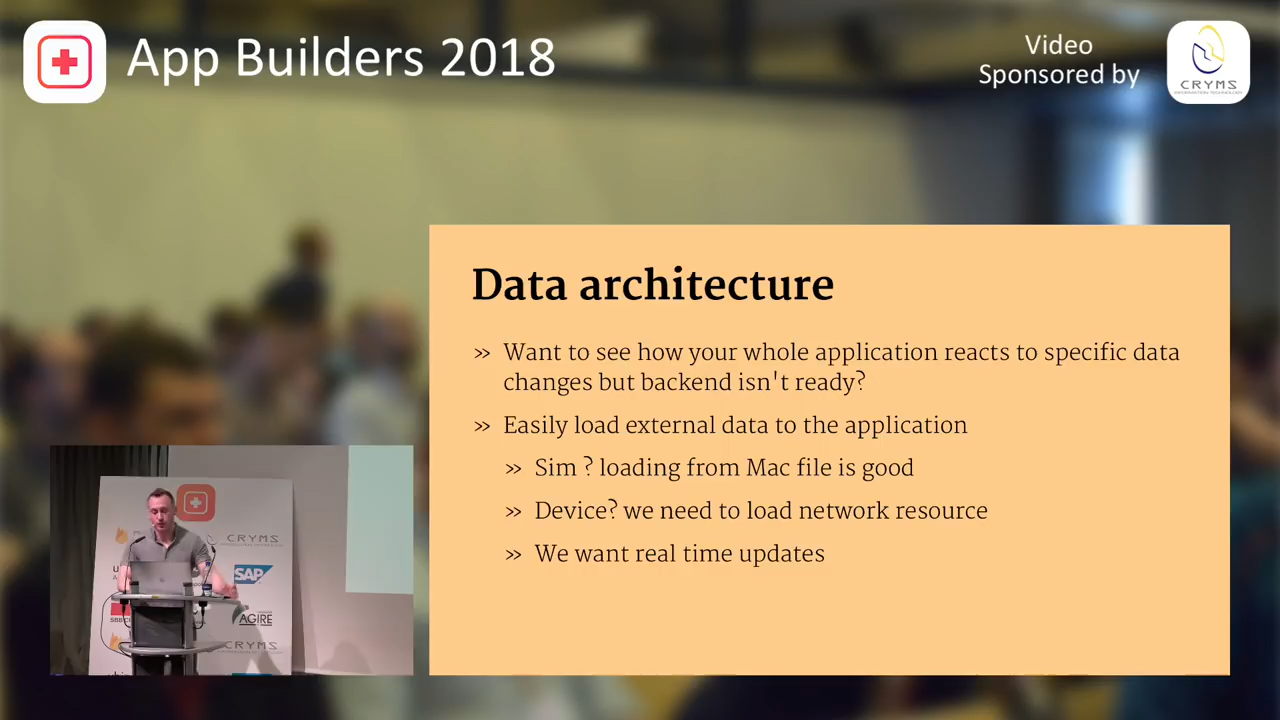 App Builders 2018
Video
Sponsored by
CRYMS
Data architecture
» Want to see how your whole application reacts to specific data
changes but backend isn't ready?
» Easily load external data to the application
» Sim ? loading from Mac file is good
» Device? we need to load network resource
» We want real time updates
CRYMS
SAP
AGIRE
CRYMS